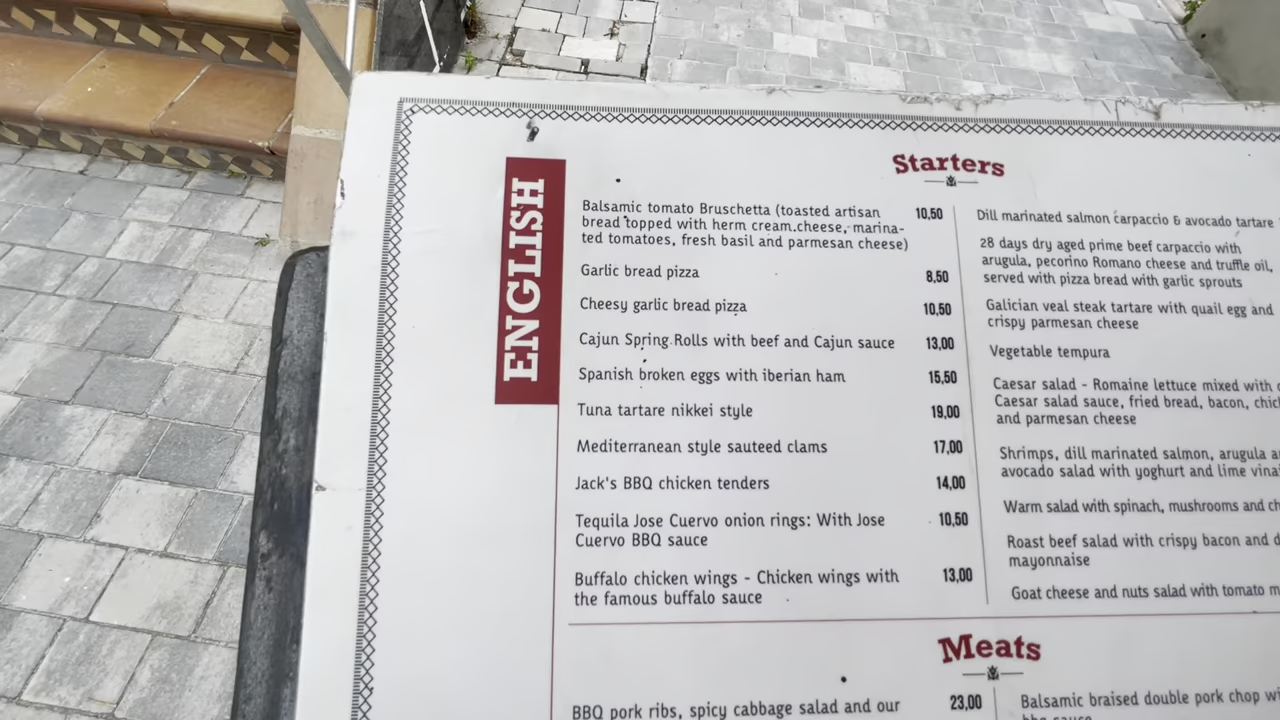 ENGLISH
Starters
Balsamic tomato Bruschetta (toasted artisan 10,50
bread topped with herm cream cheese, marina-
ted tomatoes, fresh basil and parmesan cheese)
Garlic bread pizza 8,50
Cheesy garlic bread pizza 10,50
Cajun Spring Rolls with beef and Cajun sauce 13,00
Spanish broken eggs with iberian ham 15,50
Tuna tartare nikkei style 19,00
Mediterranean style sauteed clams 17,00
Jack's BBQ chicken tenders 14,00
Tequila Jose Cuervo onion rings: With Jose 10,50
Cuervo BBQ sauce
Buffalo chicken wings - Chicken wings with 13,00
the famous buffalo sauce
Dill marinated salmon carpaccio & avocado tartare
28 days dry aged prime beef carpaccio with
arugula, pecorino Romano cheese and truffle oil,
served with pizza bread with garlic sprouts
Galician veal steak tartare with quail egg and
crispy parmesan cheese
Vegetable tempura
Caesar salad - Romaine lettuce mixed with
Caesar salad sauce, fried bread, bacon,
and parmesan cheese
Shrimps, dill marinated salmon, arugula
avocado salad with yoghurt and lime
Warm salad with spinach, mushrooms and
Roast beef salad with crispy bacon and
mayonnaise
Goat cheese and nuts salad with tomato
Meats
BBQ pork ribs, spicy cabbage salad and our 23,00
Balsamic braised double pork chop